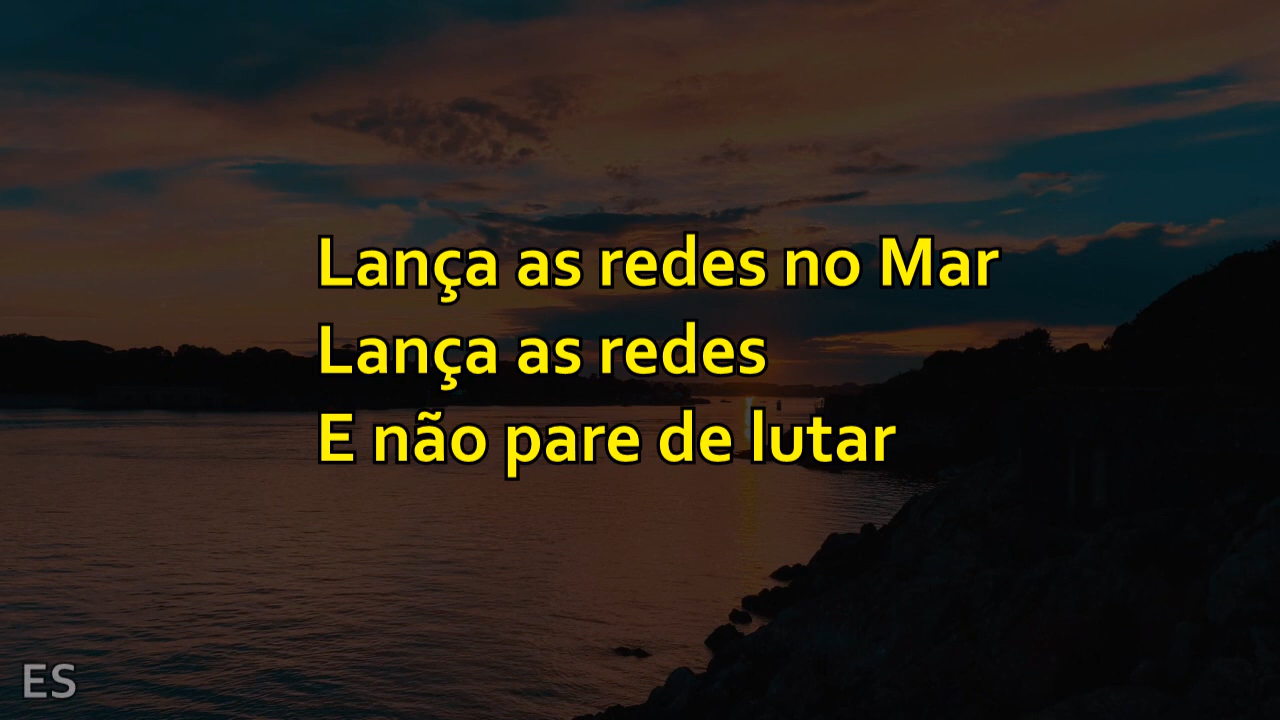 Lança as redes no Mar
Lança as redes
E não pare de lutar
ES